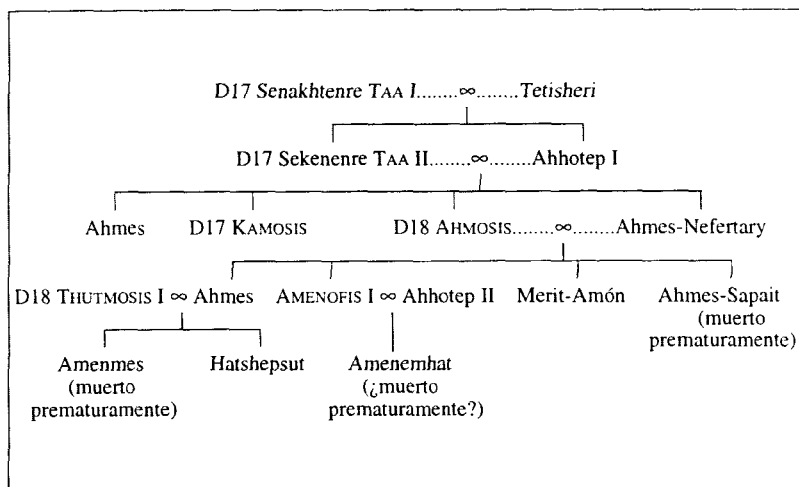 D17 Senakhtenre TAA I........∞........Tetisheri
D17 Sekenenre TAA II.......∞........Ahhotep I
Ahmes D17 KAMOSIS D18 AHMOSIS........∞........Ahmes-Nefertary
D18 THUTMOSIS I ∞ Ahmes AMENOFIS I ∞ Ahhotep II Merit-Amón Ahmes-Sapait
(muerto
prematuramente)
Amenmes Hatshepsut Amenemhat
(muerto (¿muerto
prematuramente) prematuramente?)